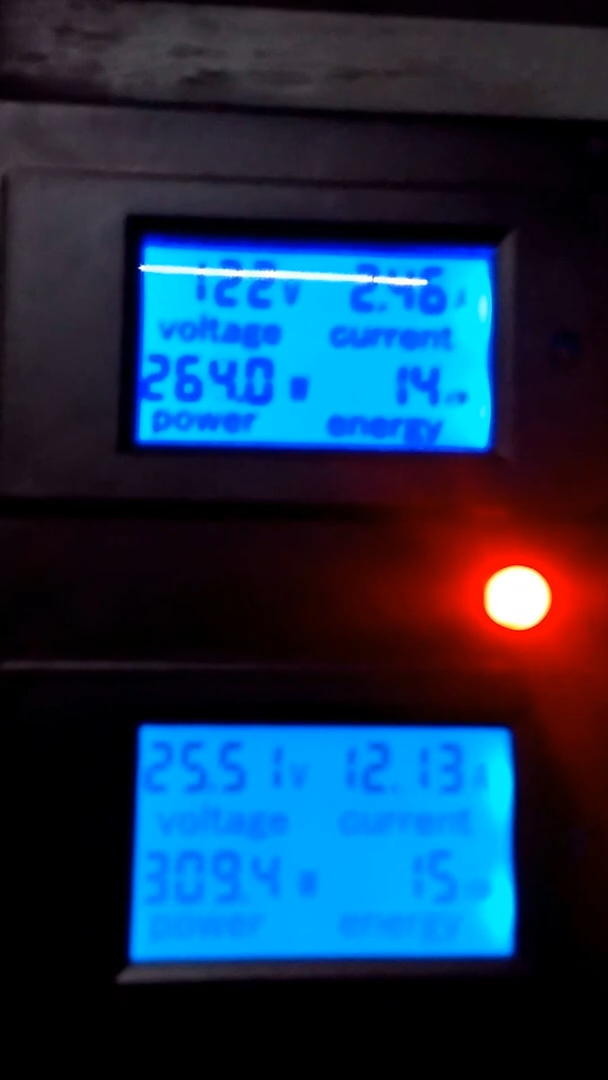 122V 2.46A
voltage current
264.0 W 14
power energy
25.51V 12.13A
voltage current
309.4 W 15
power energy